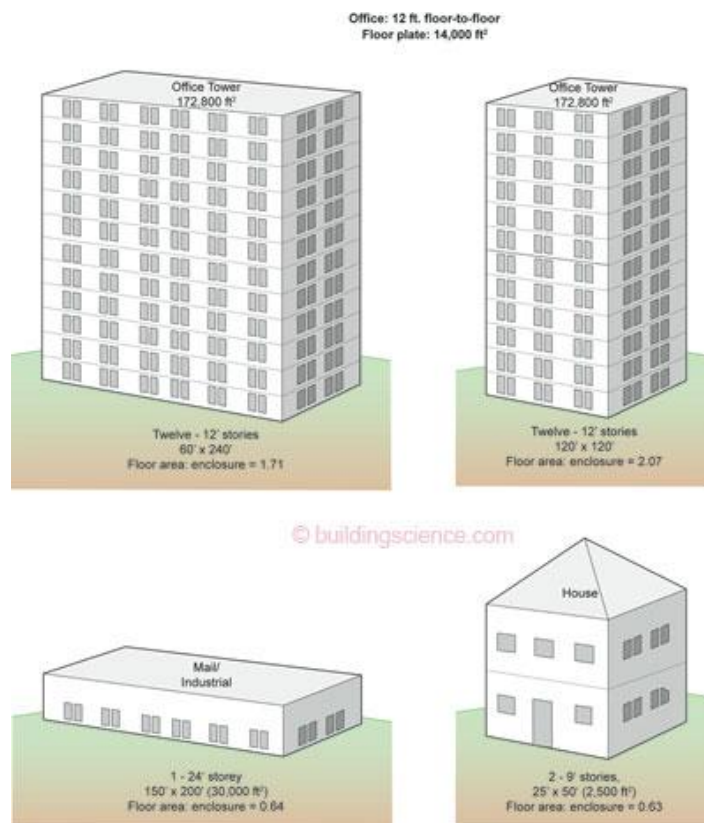 Office: 12 ft. floor-to-floor
Floor plate: 14,000 ft²
Office Tower
172,800 ft²
Office Tower
172,800 ft²
Twelve - 12' stories
60' x 240'
Floor area: enclosure = 1.71
Twelve - 12' stories
120' x 120'
Floor area: enclosure = 2.07
© buildingscience.com
Mail/
Industrial
House
1 - 24' storey
150' x 200' (30,000 ft²)
Floor area: enclosure = 0.64
2 - 9' stories,
25' x 50' (2,500 ft²)
Floor area: enclosure = 0.63